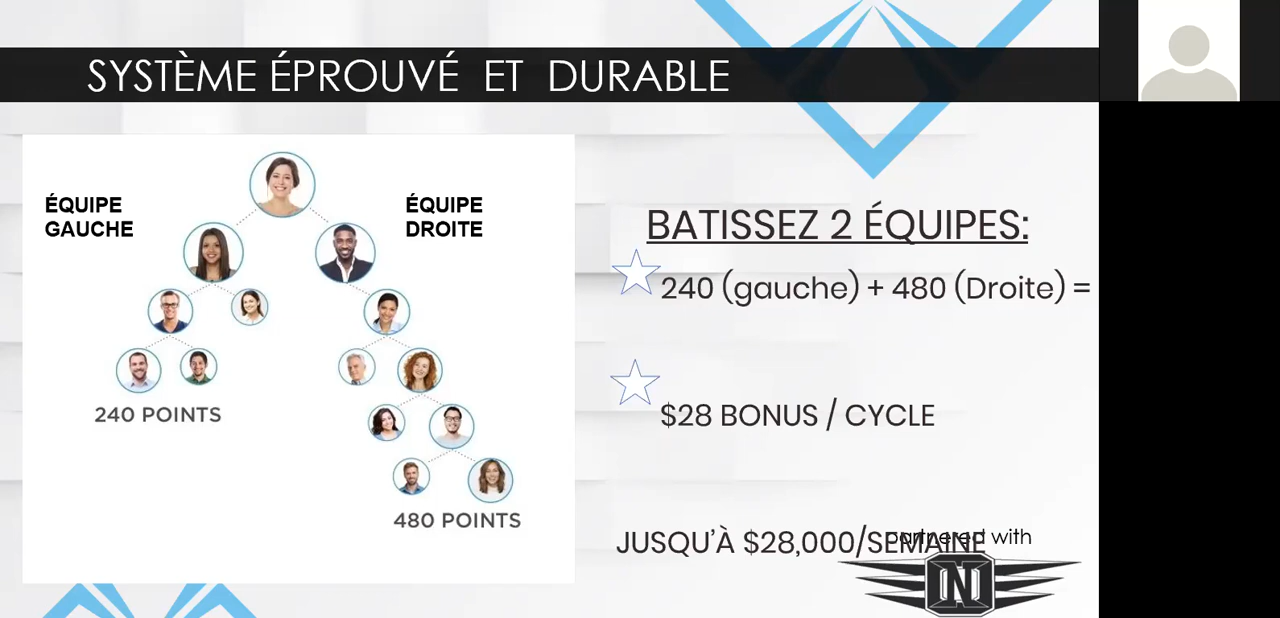 SYSTÈME ÉPROUVÉ ET DURABLE
ÉQUIPE
GAUCHE
ÉQUIPE
DROITE
240 POINTS
480 POINTS
BATISSEZ 2 ÉQUIPES:
240 (gauche) + 480 (Droite) =
$28 BONUS / CYCLE
JUSQU'À $28,000/SEMAINE
partnered with
N